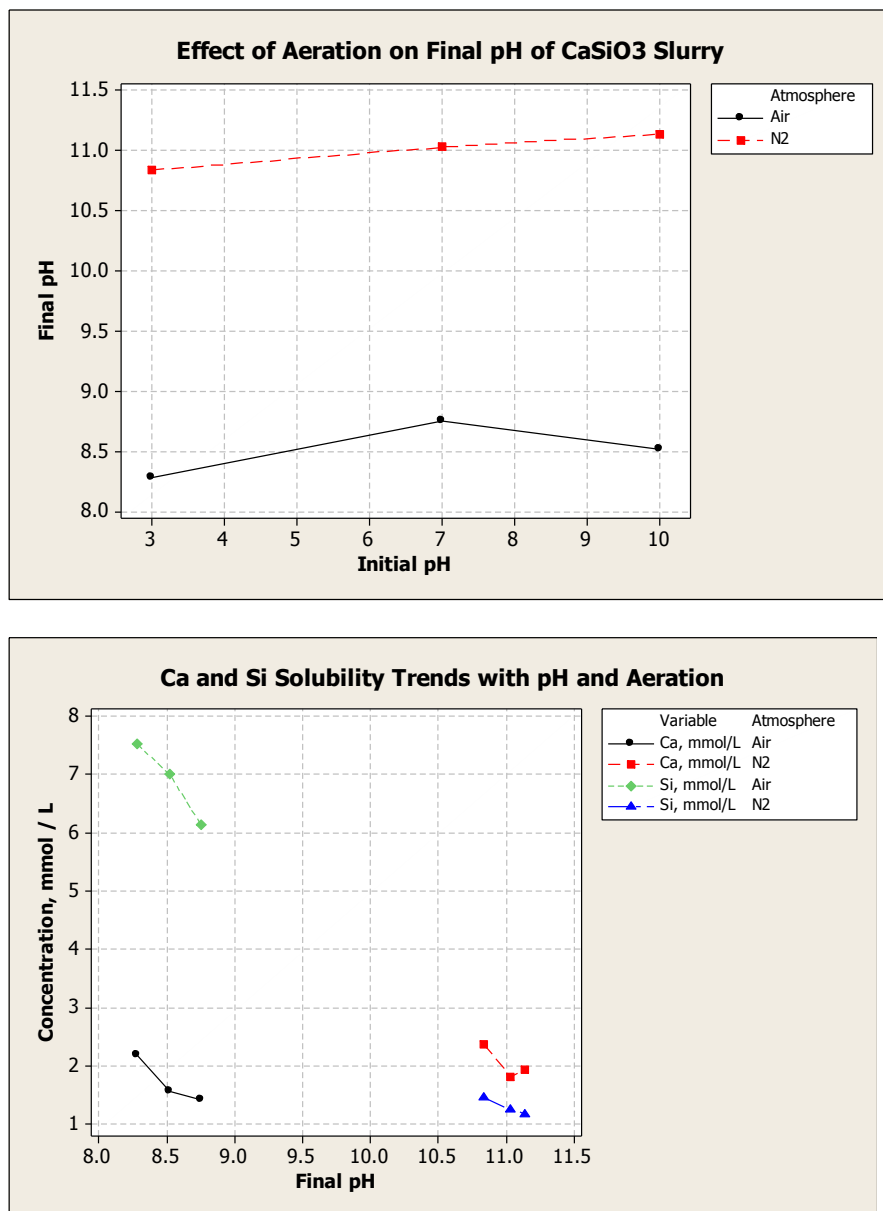 Effect of Aeration on Final pH of CaSiO3 Slurry
11.5
11.0
10.5
10.0
9.5
9.0
8.5
8.0
Final pH
3 4 5 6 7 8 9 10
Initial pH
Atmosphere
Air
N2
Ca and Si Solubility Trends with pH and Aeration
8
7
6
5
4
3
2
1
Concentration, mmol / L
8.0 8.5 9.0 9.5 10.0 10.5 11.0 11.5
Final pH
Variable Atmosphere
Ca, mmol/L Air
Ca, mmol/L N2
Si, mmol/L Air
Si, mmol/L N2